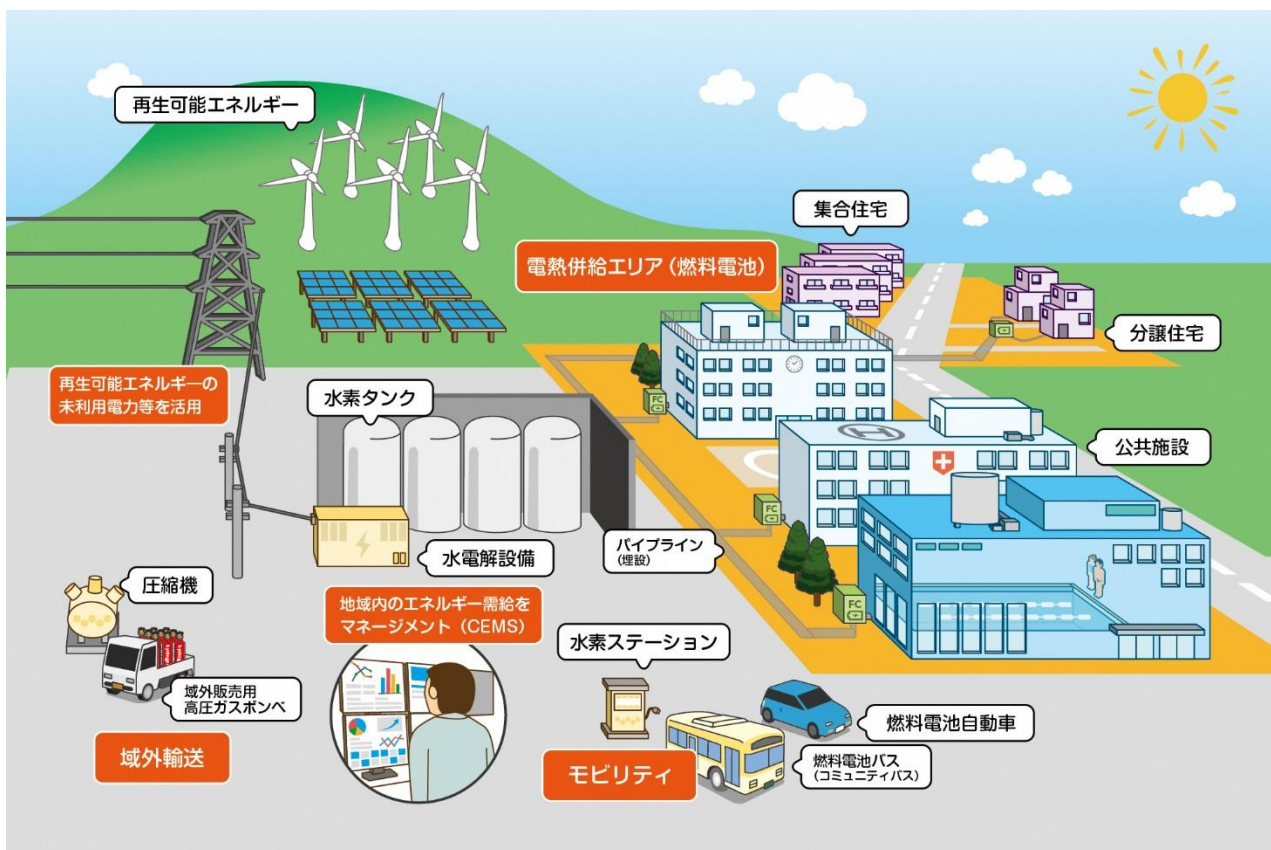 再生可能エネルギー
集合住宅
電熱併給エリア（燃料電池）
分譲住宅
再生可能エネルギーの
未利用電力等を活用
水素タンク
FC
公共施設
FC
パイプライン
（埋設）
水電解設備
圧縮機
地域内のエネルギー需給を
マネージメント（CEMS）
FC
水素ステーション
域外販売用
高圧ガスボンベ
燃料電池自動車
域外輸送
モビリティ
燃料電池バス
（コミュニティバス）